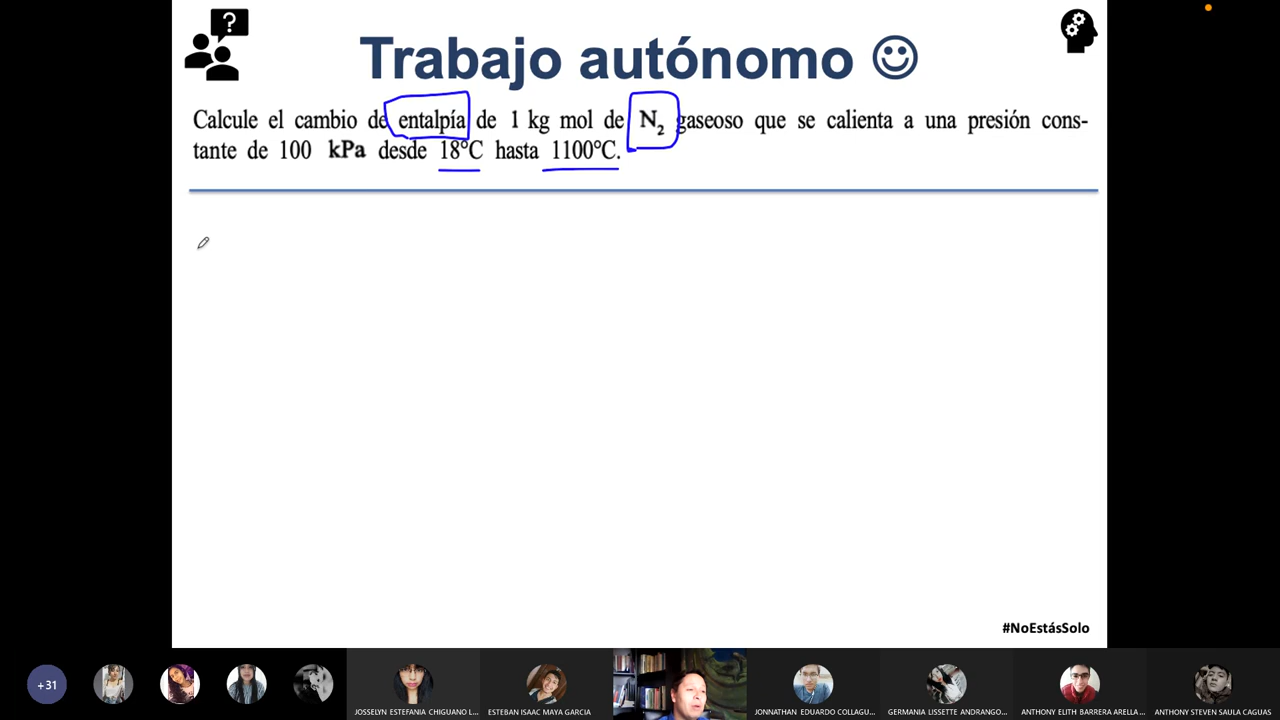 ?
Trabajo autónomo
Calcule el cambio de entalpía de 1 kg mol de N₂ gaseoso que se calienta a una presión cons-
tante de 100 kPa desde 18°C hasta 1100°C.
#NoEstásSolo
+31
JOSSELYN ESTEFANIA CHIGUANO L...
ESTEBAN ISAAC MAYA GARCIA
JONNATHAN EDUARDO COLLAGU...
GERMANIA LISSETTE ANDRANGO...
ANTHONY ELITH BARRERA ARELLA...
ANTHONY STEVEN SAULA CAGUAS